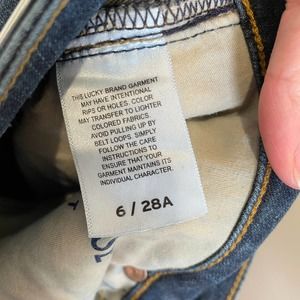 THIS LUCKY BRAND GARMENT
MAY HAVE INTENTIONAL
RIPS OR HOLES. COLOR
MAY TRANSFER TO LIGHTER
COLORED FABRICS.
AVOID PULLING UP BY
BELT LOOPS. SIMPLY
FOLLOW THE CARE
INSTRUCTIONS TO
ENSURE THAT YOUR
GARMENT MAINTAINS ITS
INDIVIDUAL CHARACTER.
6 / 28A